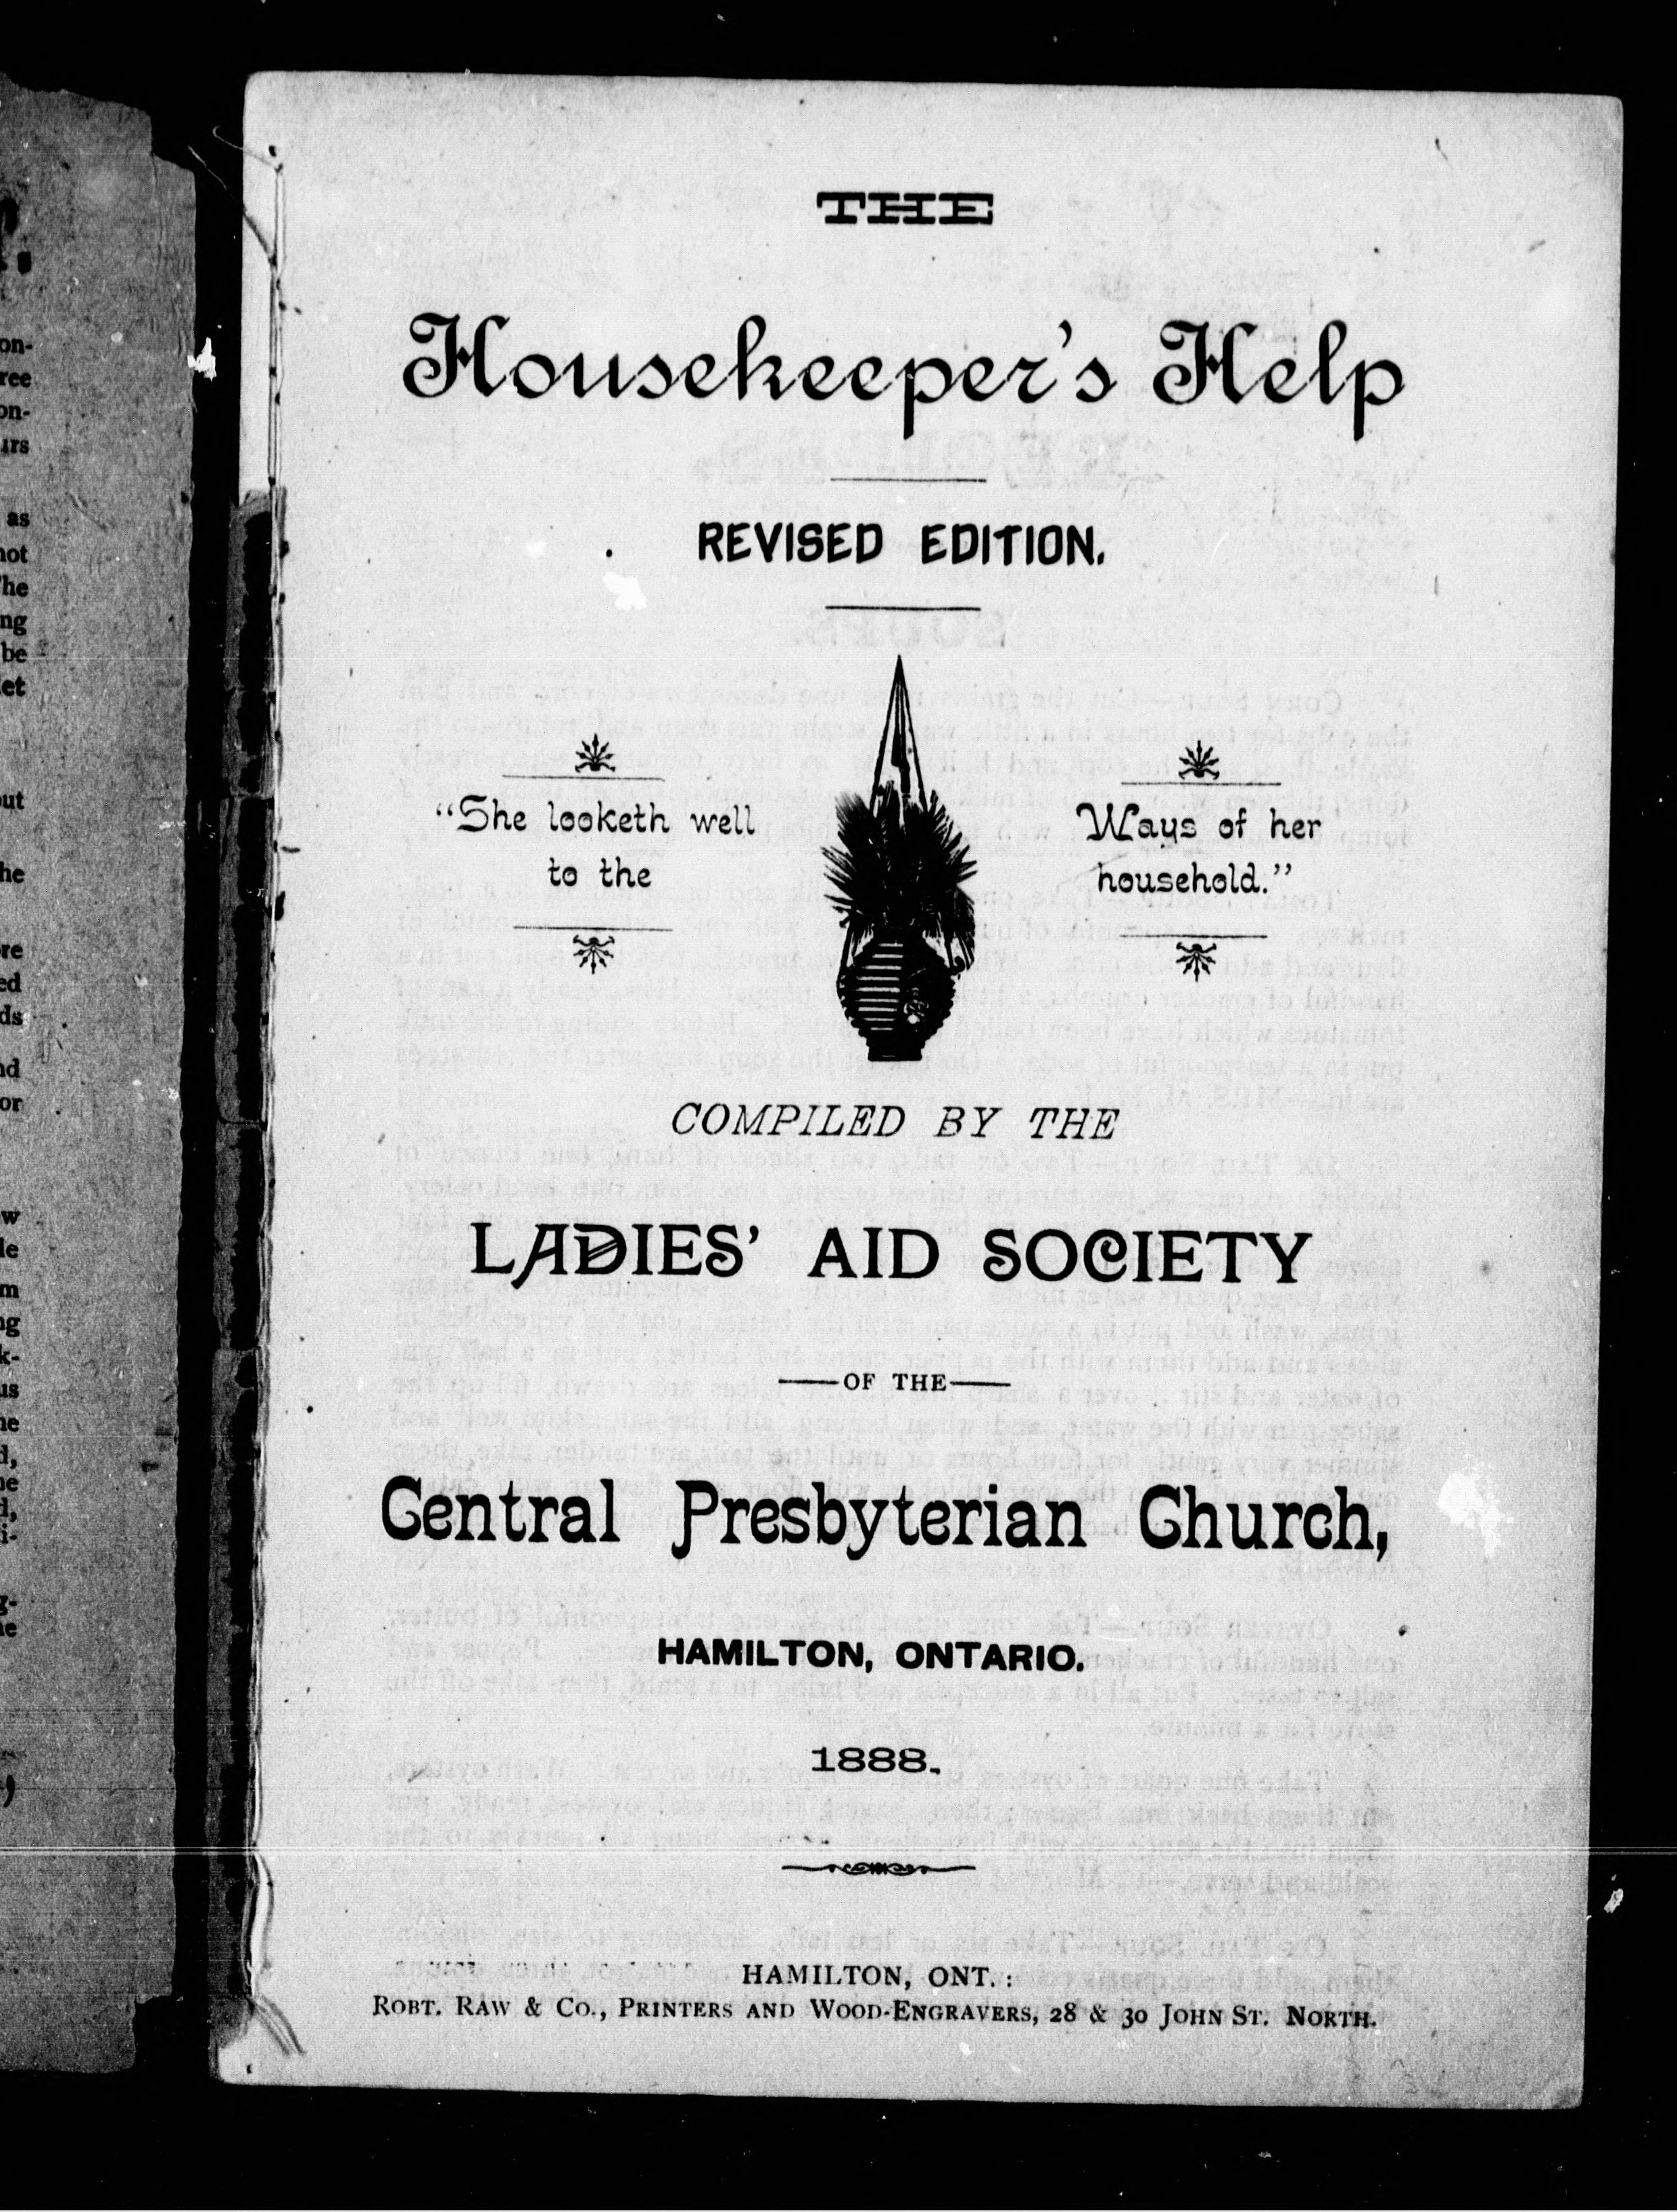 THE
Housekeeper's Help
REVISED EDITION.
"She looketh well
to the
Ways of her
household."
COMPILED BY THE
LADIES' AID SOCIETY
OF THE
Central Presbyterian Church,
HAMILTON, ONTARIO.
1888.
HAMILTON, ONT. :
ROBT. RAW & CO., PRINTERS AND WOOD-ENGRAVERS, 28 & 30 JOHN ST. NORTH.